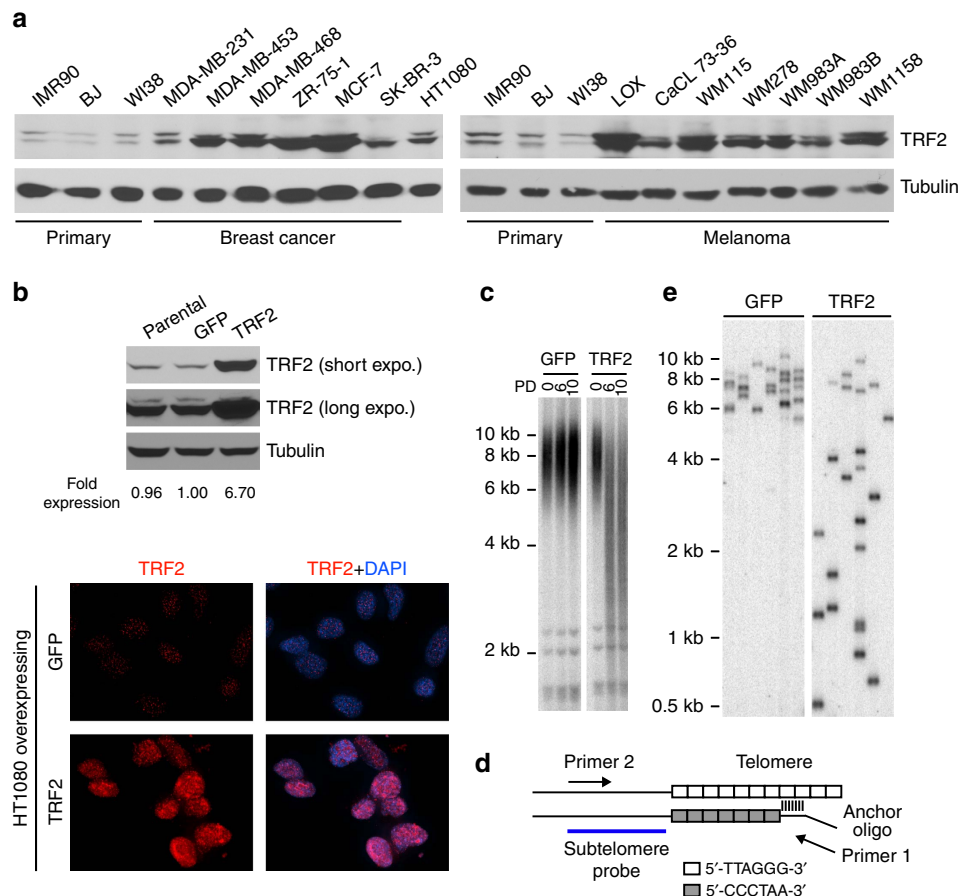 a
IMR90 BJ WI38 MDA-MB-231 MDA-MB-453 MDA-MB-468 ZR-75-1 MCF-7 SK-BR-3 HT1080
IMR90 BJ WI38 LOX CaCL 73-36 WM115 WM278 WM983A WM983B WM1158
TRF2
Tubulin
Primary Breast cancer Primary Melanoma
b
Parental GFP TRF2
TRF2 (short expo.)
TRF2 (long expo.)
Tubulin
Fold expression 0.96 1.00 6.70
TRF2 TRF2+DAPI
HT1080 overexpressing
GFP
TRF2
c
GFP TRF2
PD 0 6 10 0 6 10
10 kb
8 kb
6 kb
4 kb
2 kb
e
GFP TRF2
10 kb
8 kb
6 kb
4 kb
2 kb
1 kb
0.5 kb
d
Primer 2 Telomere
Anchor oligo
Subtelomere probe
Primer 1
5′-TTAGGG-3′
5′-CCCTAA-3′